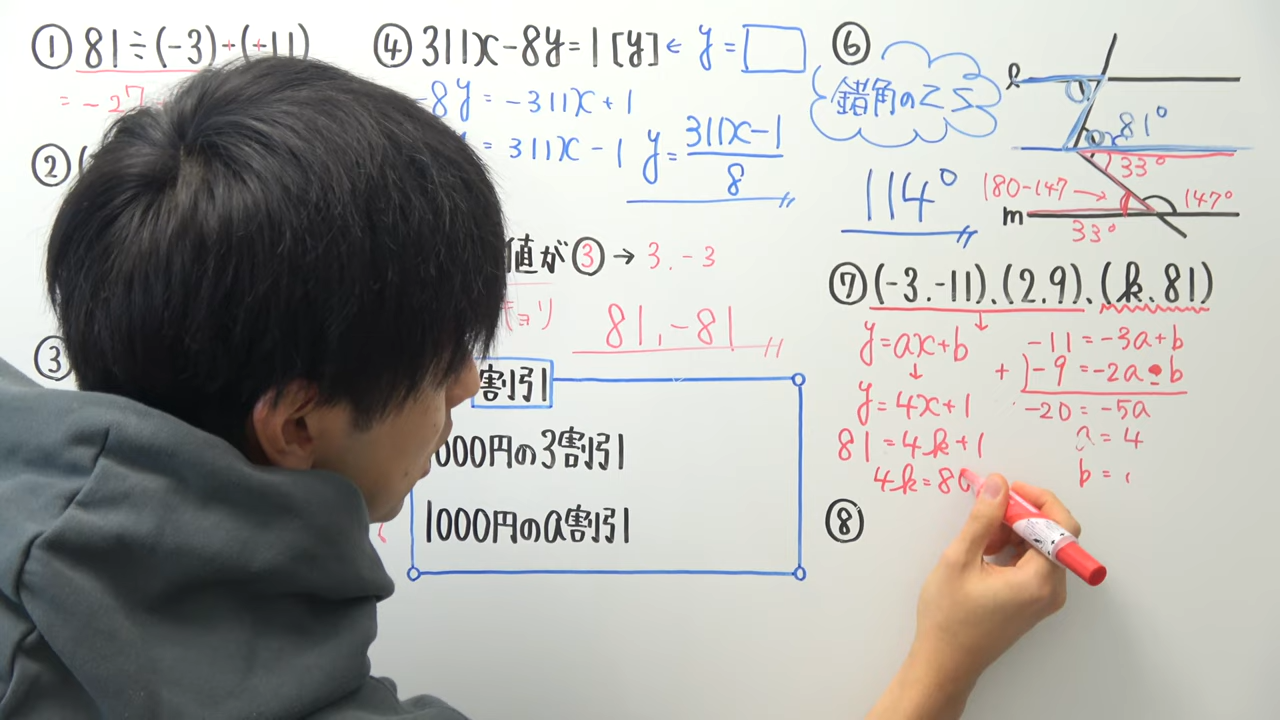 ① 81÷(-3)-(+11)
= -27
②
③
④ 311x-8y=1 [y] ← y=□
-8y = -311x+1
= 311x-1 y= 311x-1/8
値が③→3.-3
キョリ
81,-81
割引
000円の3割引
1000円のa割引
⑥
錯角のZS
114°
l
81°
33°
180-147→
147°
m
33°
⑦(-3.-11)、(2.9)、(k.81)
y=ax+b
↓
y=4x+1
81=4k+1
4k=80
-11=-3a+b
+)-9=-2a-b
-20=-5a
a=4
b=
⑧